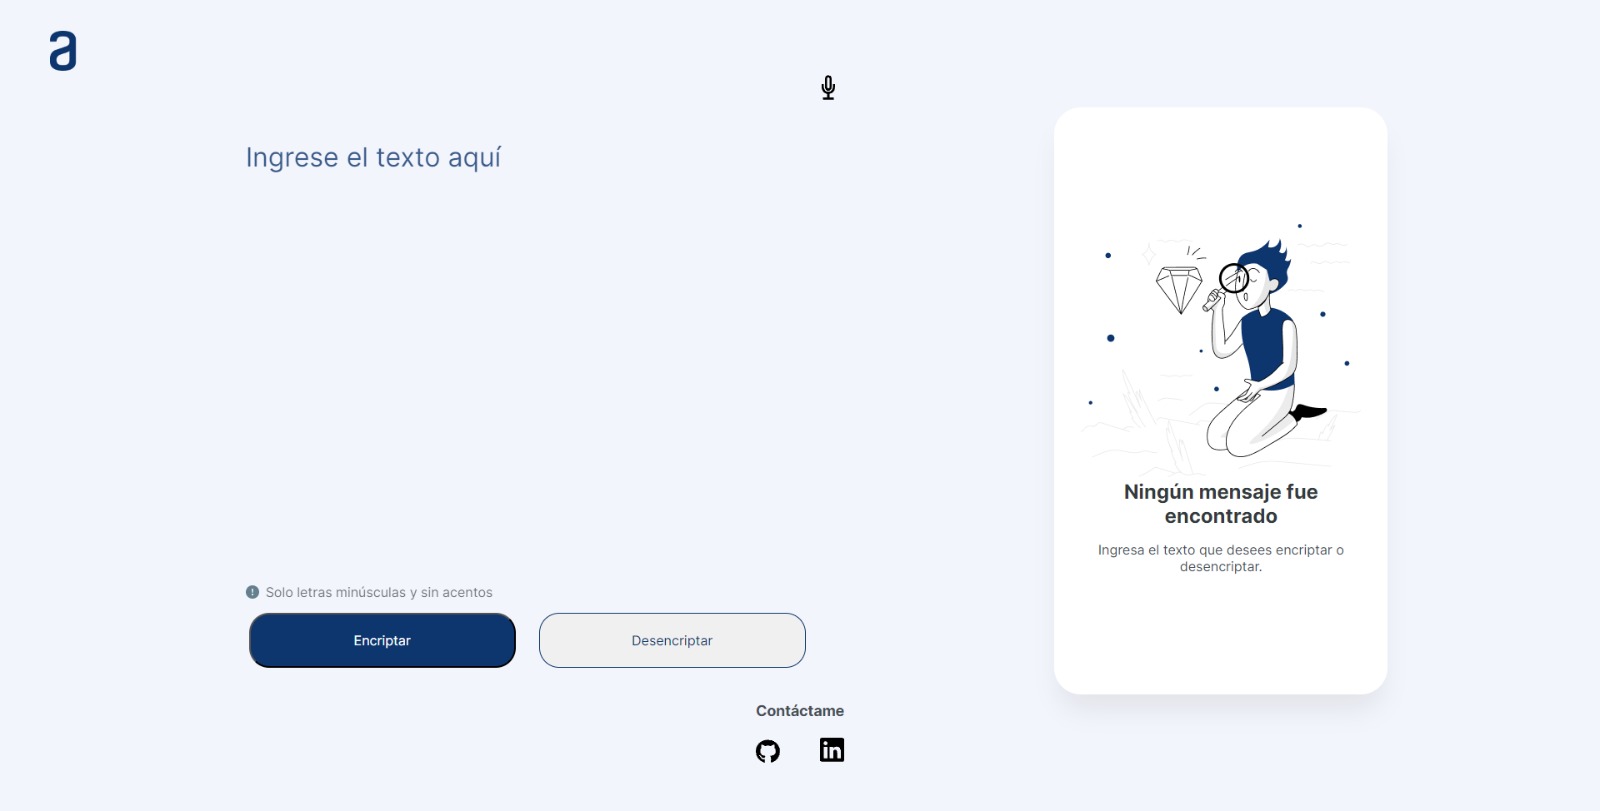 a
Ingrese el texto aquí
Solo letras minúsculas y sin acentos
Encriptar
Desencriptar
Ningún mensaje fue
encontrado
Ingresa el texto que desees encriptar o
desencriptar.
Contáctame
in